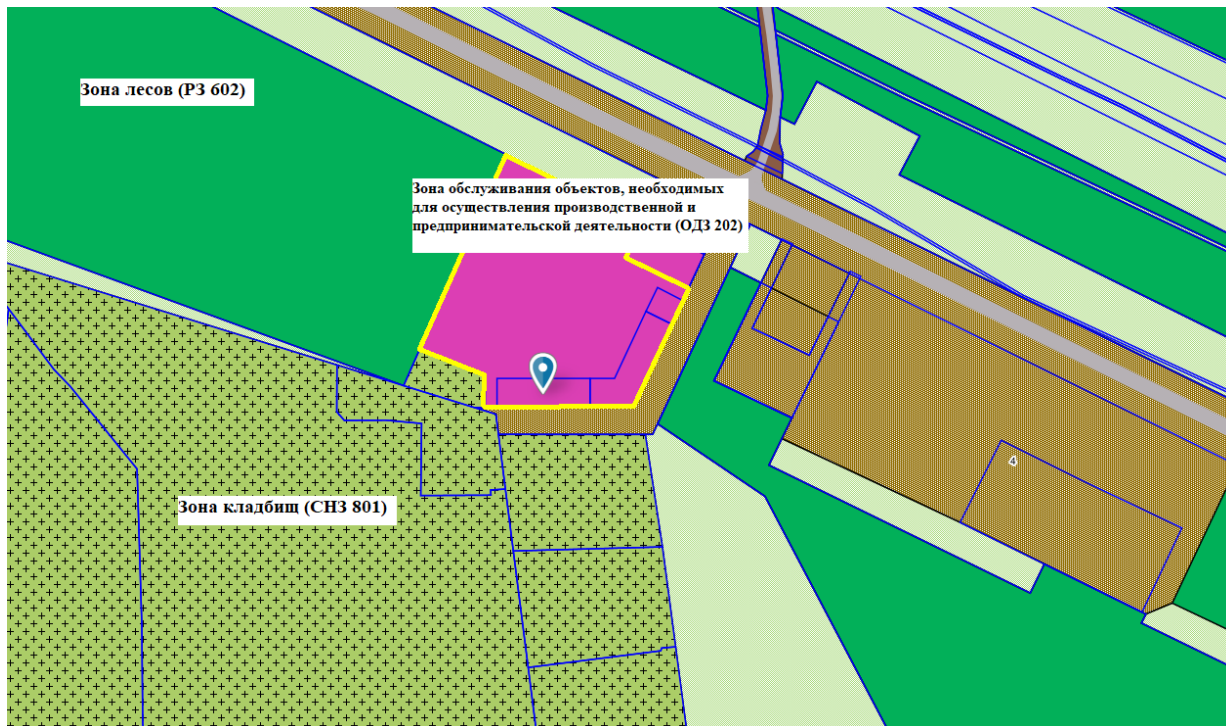 Зона лесов (РЗ 602)
Зона обслуживания объектов, необходимых
для осуществления производственной и
предпринимательской деятельности (ОДЗ 202)
4
Зона кладбищ (СНЗ 801)